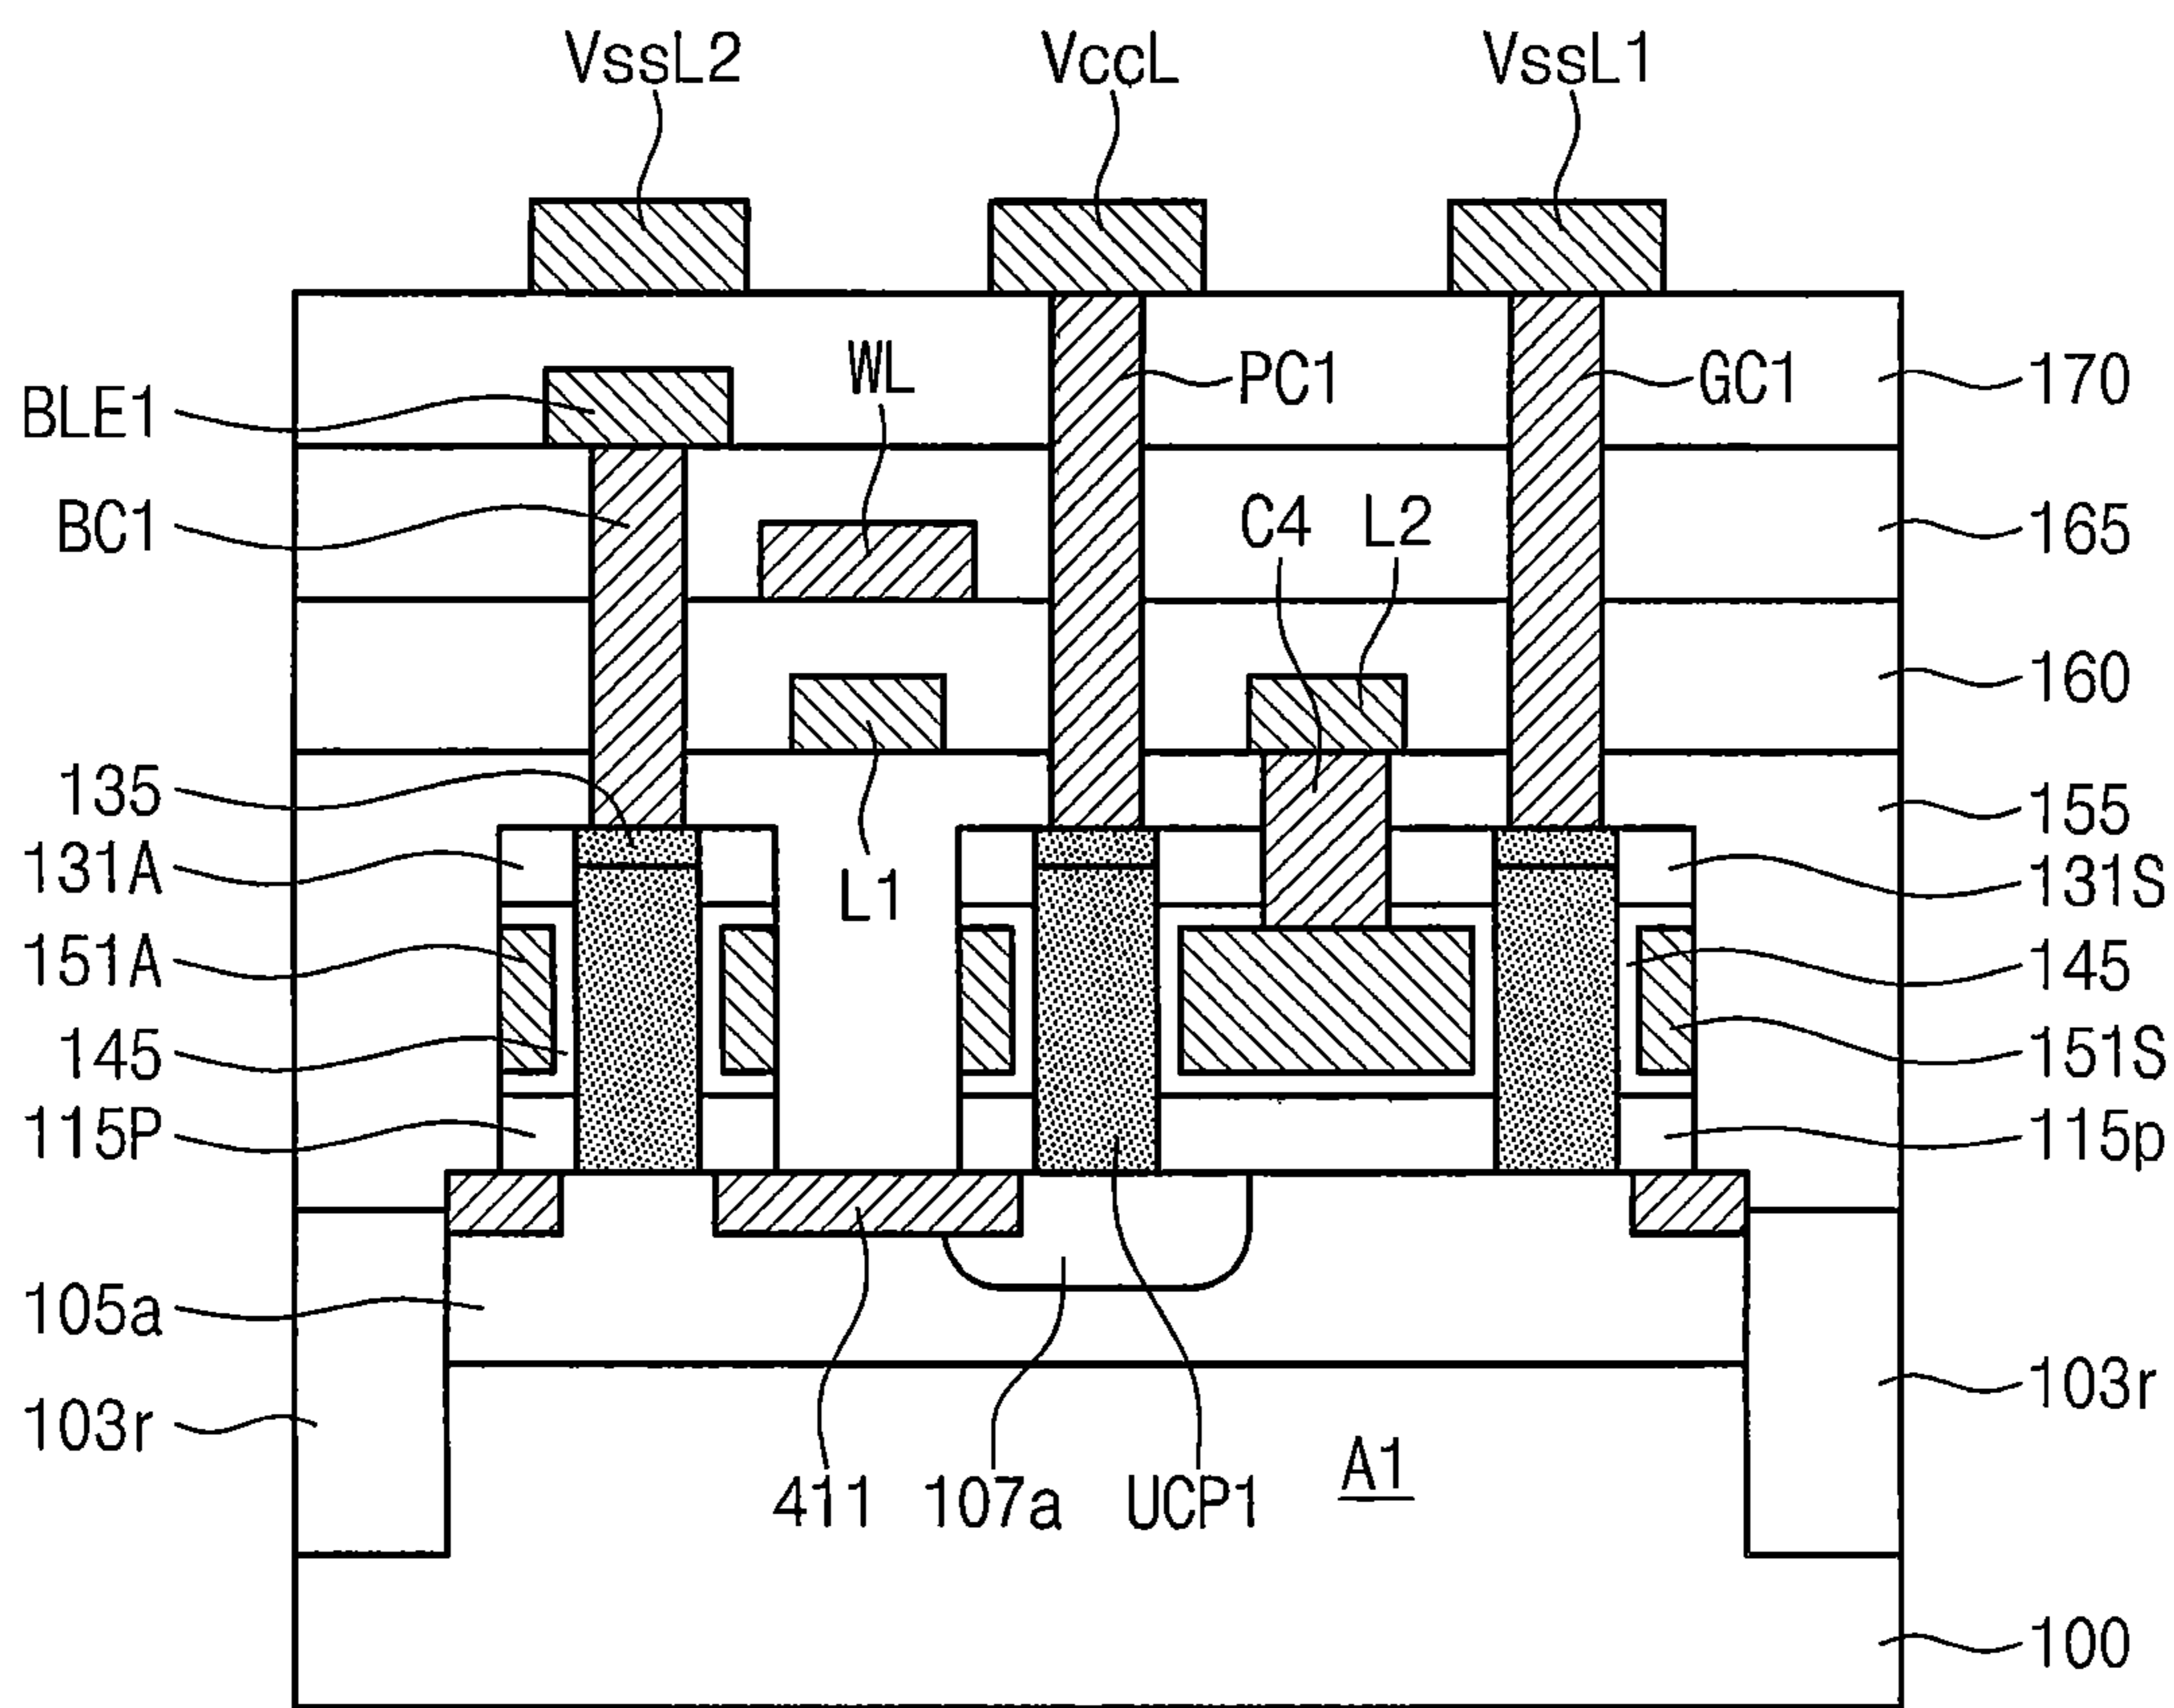 VssL2 VccL VssL1
WL
BLE1 PC1 GC1 170
BC1 C4 L2 165
160
135 155
131A L1 131S
151A 145
145 151S
115P 115p
105a
103r 103r
411 107a UCP1 A1
100